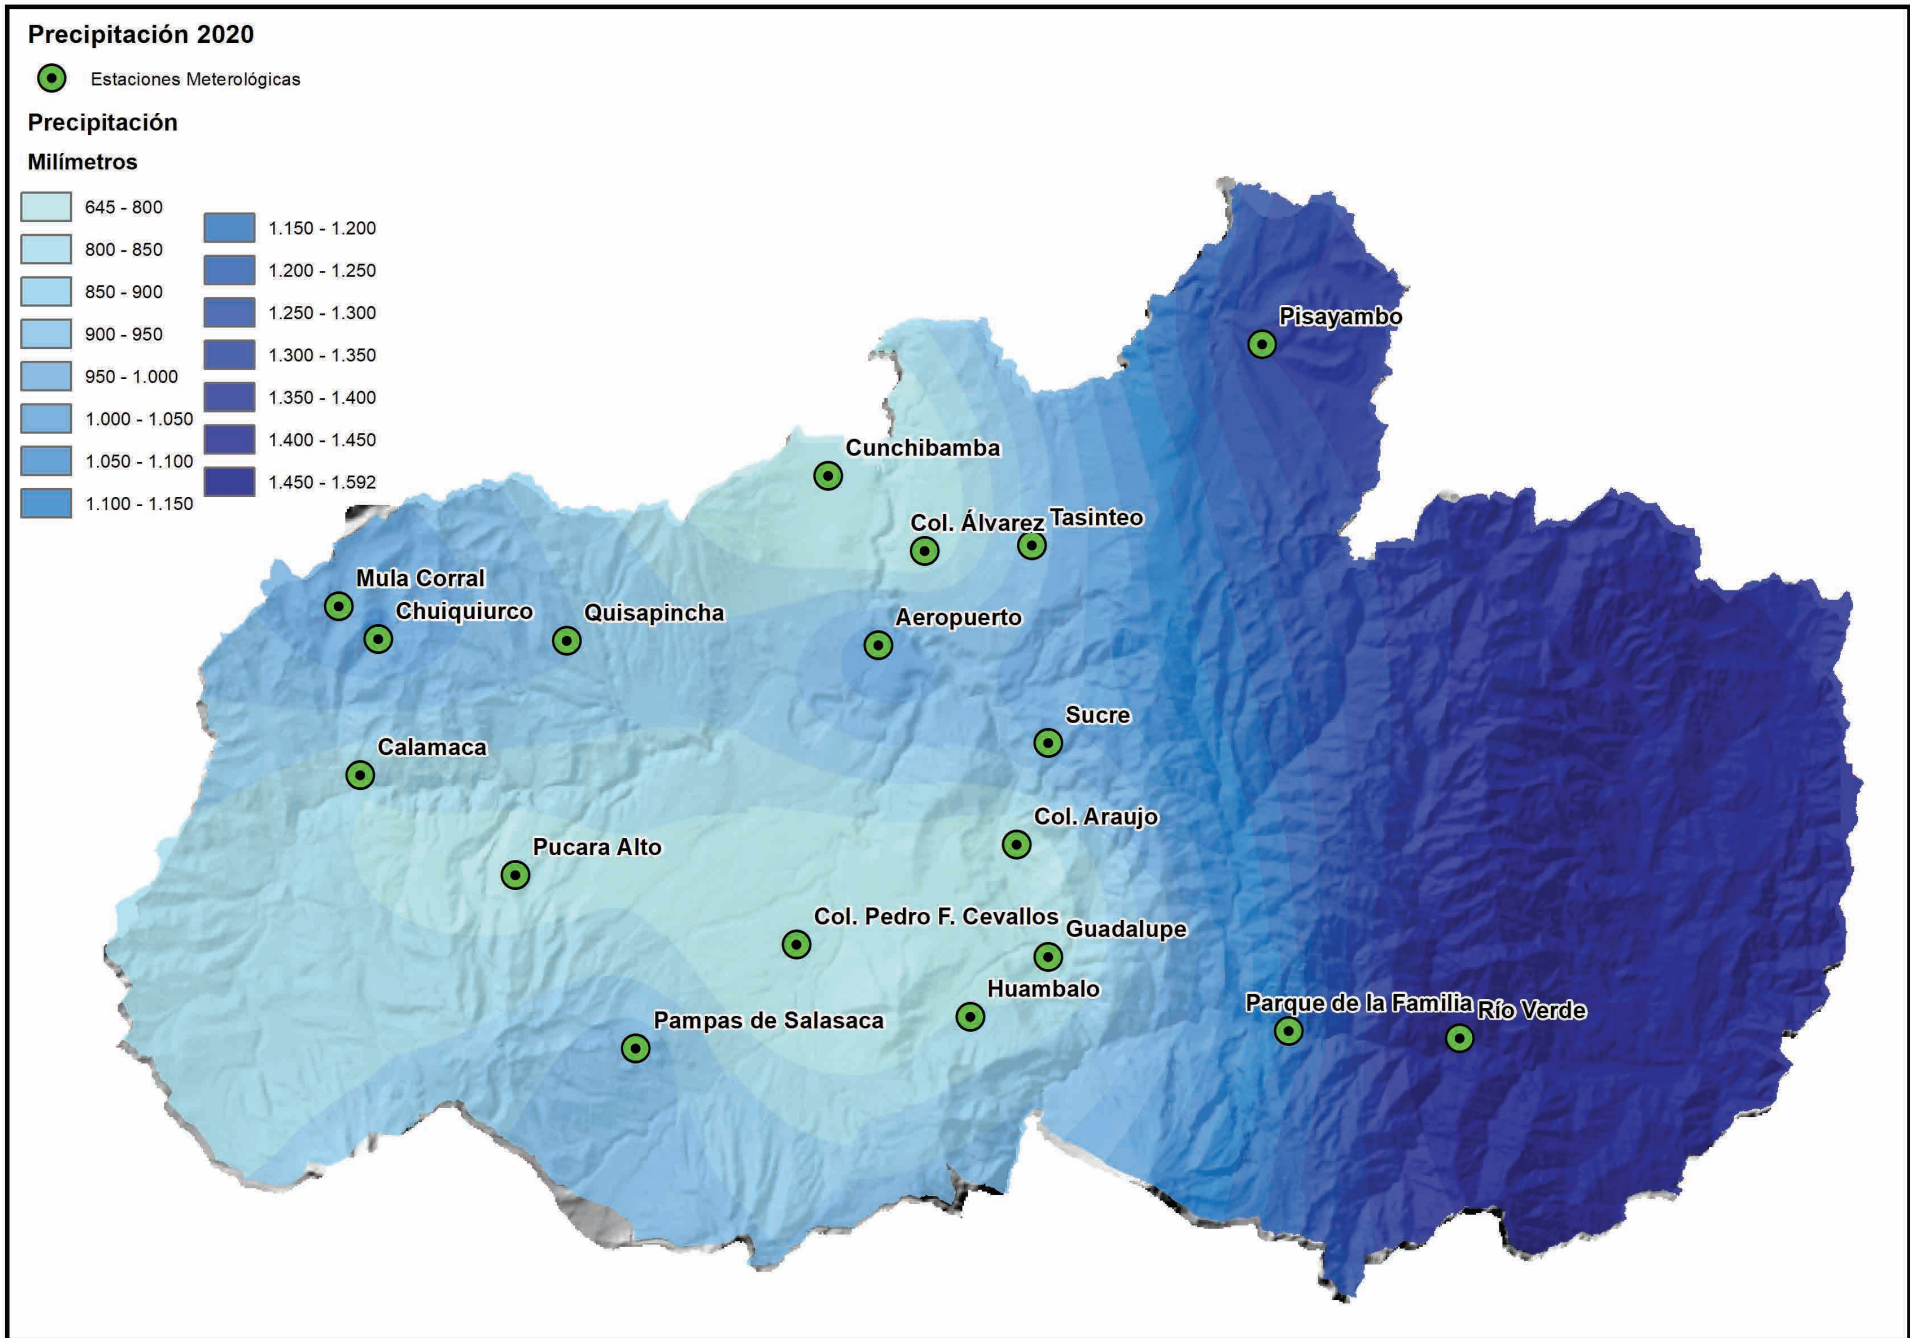 Precipitación 2020
Estaciones Meterológicas
Precipitación
Milímetros
645 - 800
800 - 850
850 - 900
900 - 950
950 - 1.000
1.000 - 1.050
1.050 - 1.100
1.100 - 1.150
1.150 - 1.200
1.200 - 1.250
1.250 - 1.300
1.300 - 1.350
1.350 - 1.400
1.400 - 1.450
1.450 - 1.592
Pisayambo
Cunchibamba
Col. Álvarez
Tasinteo
Mula Corral
Chuiquiurco
Quisapincha
Aeropuerto
Sucre
Calamaca
Col. Araujo
Pucara Alto
Col. Pedro F. Cevallos
Guadalupe
Huambalo
Parque de la Familia
Río Verde
Pampas de Salasaca